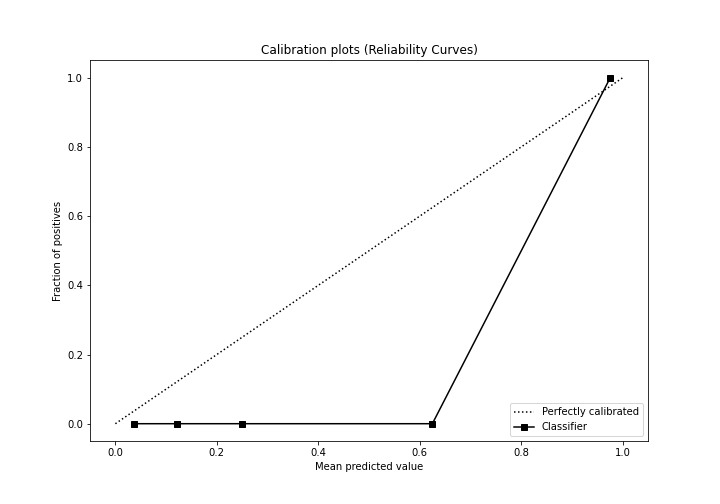 Calibration plots (Reliability Curves)
1.0
0.8
0.6
0.4
0.2
0.0
Fraction of positives
0.0 0.2 0.4 0.6 0.8 1.0
Mean predicted value
Perfectly calibrated
Classifier